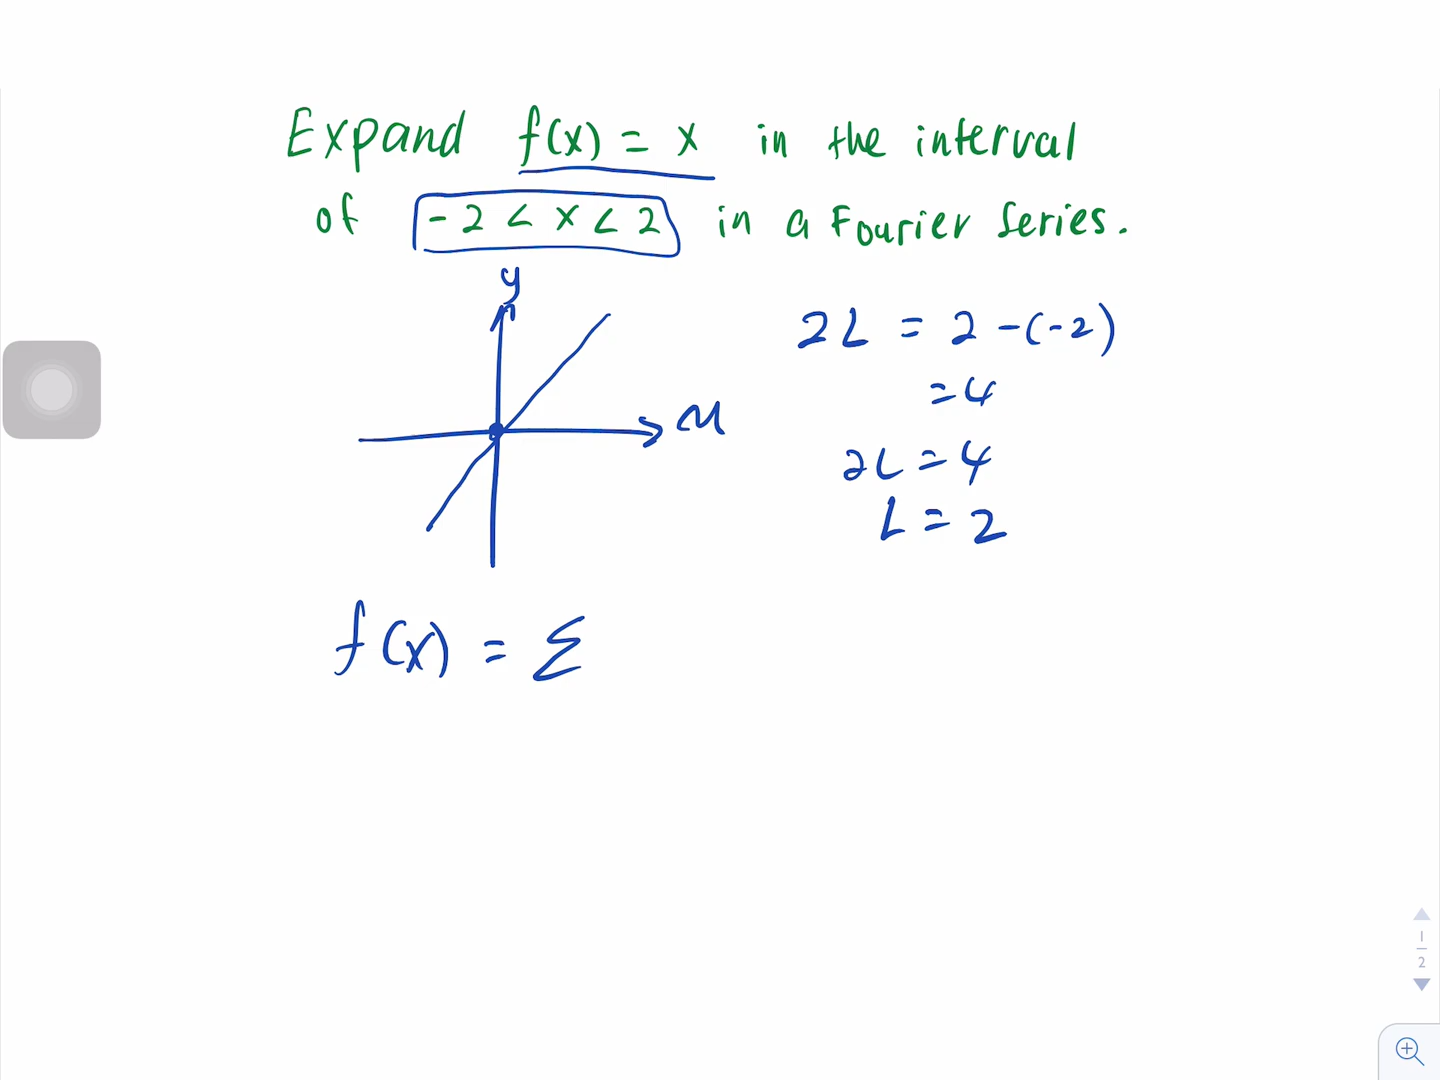 Expand f(x) = x in the interval
of -2 < x < 2 in a Fourier Series.
y
x
2L = 2 -(-2)
=4
2L = 4
L = 2
f(x) = Σ
1
2